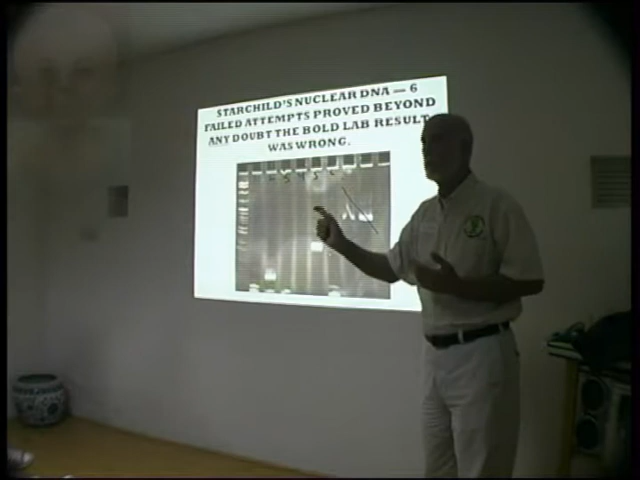 STARCHILD'S NUCLEAR DNA — 6
FAILED ATTEMPTS PROVED BEYOND
ANY DOUBT THE BOLD LAB RESULT
WAS WRONG.